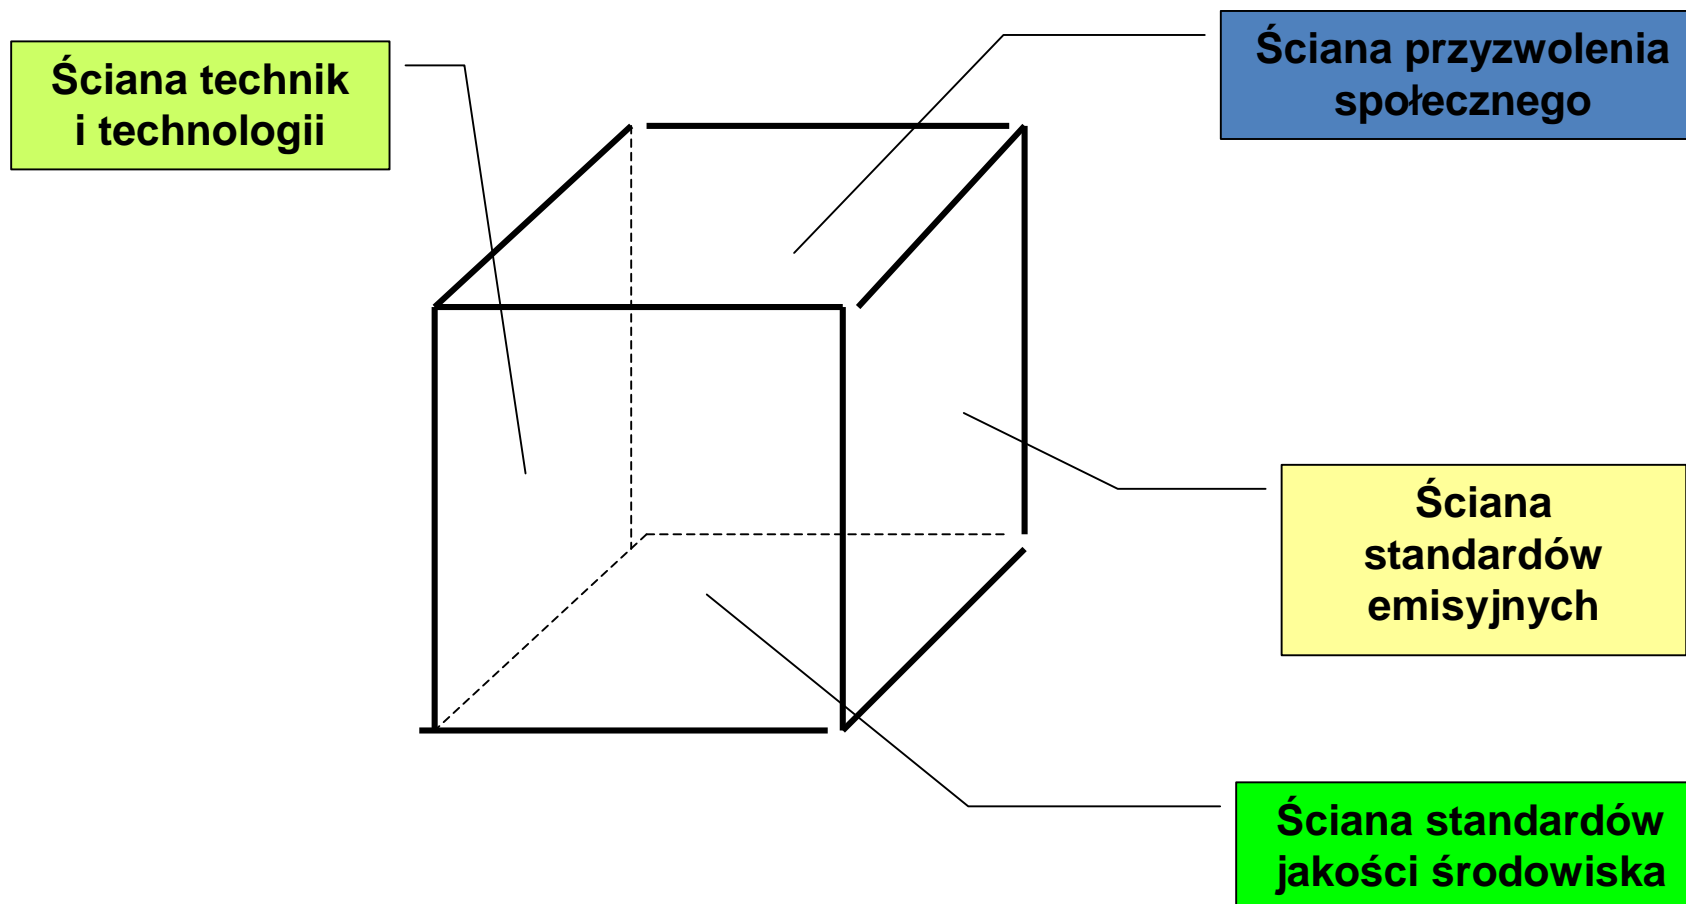 Ściana technik
i technologii
Ściana przyzwolenia
społecznego
Ściana
standardów
emisyjnych
Ściana standardów
jakości środowiska